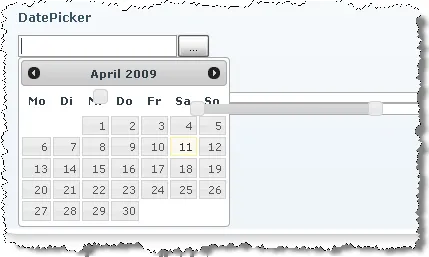 DatePicker
...
April 2009
Mo Di Do Fr Sa So
1 2 3 4 5
6 7 8 9 10 11 12
13 14 15 16 17 18 19
20 21 22 23 24 25 26
27 28 29 30